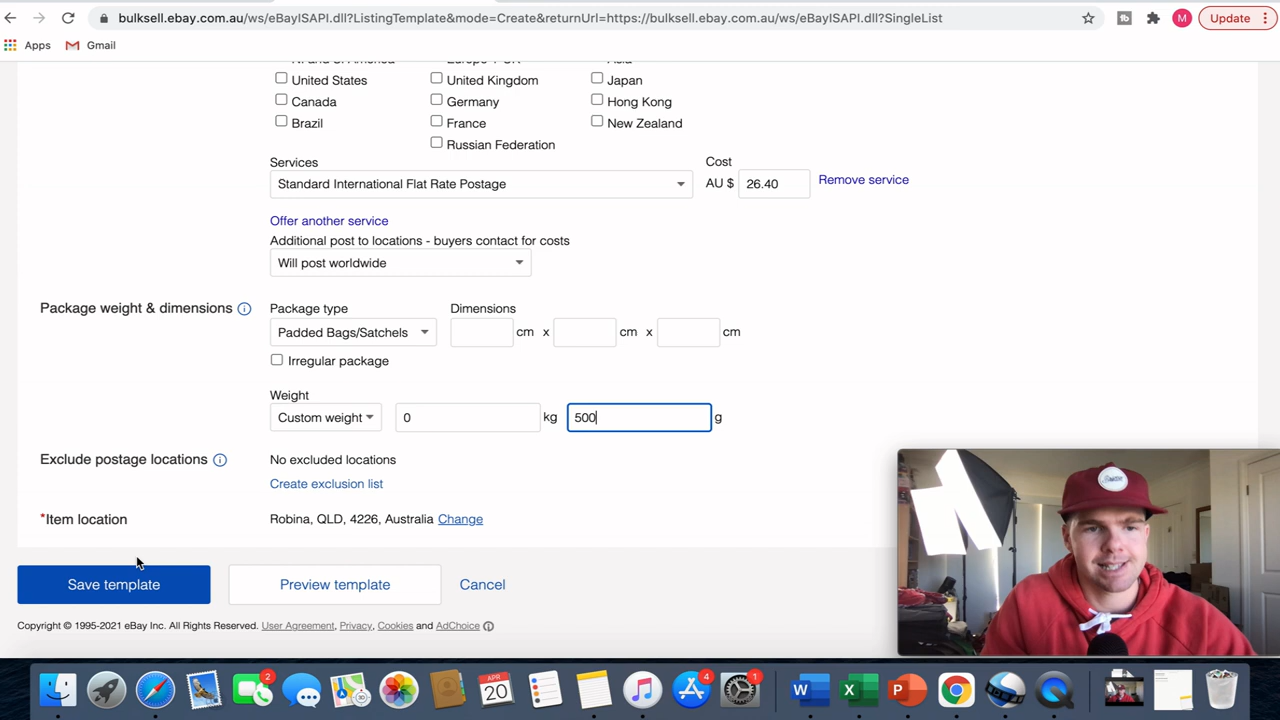 bulksell.ebay.com.au/ws/eBayISAPI.dll?ListingTemplate&mode=Create&returnUrl=https://bulksell.ebay.com.au/ws/eBayISAPI.dll?SingleList
M
Update
Apps
Gmail
United States
United Kingdom
Japan
Canada
Germany
Hong Kong
Brazil
France
New Zealand
Russian Federation
Services
Cost
Standard International Flat Rate Postage
AU $
26.40
Remove service
Offer another service
Additional post to locations - buyers contact for costs
Will post worldwide
Package weight & dimensions
Package type
Dimensions
Padded Bags/Satchels
cm x
cm x
cm
Irregular package
Weight
Custom weight
0
kg
500
g
Exclude postage locations
No excluded locations
Create exclusion list
*Item location
Robina, QLD, 4226, Australia Change
Save template
Preview template
Cancel
Copyright © 1995-2021 eBay Inc. All Rights Reserved. User Agreement, Privacy, Cookies and AdChoice
2
APR
20
4
1
W
X
P